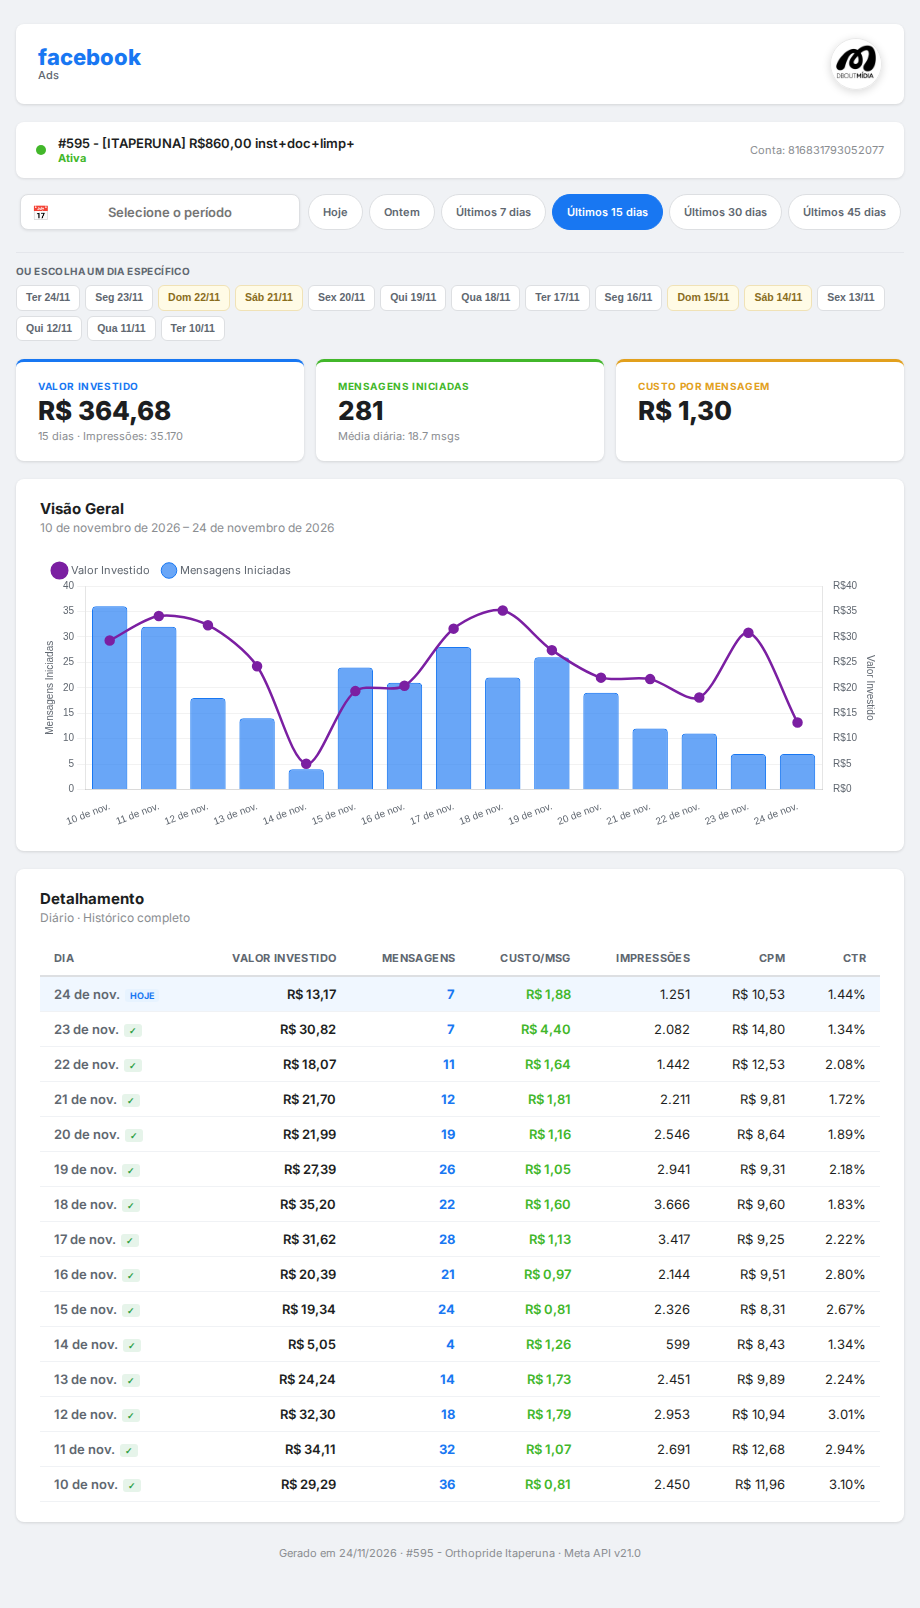 facebook
Ads
DBOUTMÍDIA
#595 - [ITAPERUNA] R$860,00 inst+doc+limp+
Ativa
Conta: 816831793052077
Selecione o período
Hoje
Ontem
Últimos 7 dias
Últimos 15 dias
Últimos 30 dias
Últimos 45 dias
OU ESCOLHA UM DIA ESPECÍFICO
Ter 24/11
Seg 23/11
Dom 22/11
Sáb 21/11
Sex 20/11
Qui 19/11
Qua 18/11
Ter 17/11
Seg 16/11
Dom 15/11
Sáb 14/11
Sex 13/11
Qui 12/11
Qua 11/11
Ter 10/11
VALOR INVESTIDO
R$ 364,68
15 dias · Impressões: 35.170
MENSAGENS INICIADAS
281
Média diária: 18.7 msgs
CUSTO POR MENSAGEM
R$ 1,30
Visão Geral
10 de novembro de 2026 – 24 de novembro de 2026
Valor Investido
Mensagens Iniciadas
40
35
30
25
20
15
10
5
0
Mensagens Iniciadas
R$40
R$35
R$30
R$25
R$20
R$15
R$10
R$5
R$0
Valor Investido
10 de nov.
11 de nov.
12 de nov.
13 de nov.
14 de nov.
15 de nov.
16 de nov.
17 de nov.
18 de nov.
19 de nov.
20 de nov.
21 de nov.
22 de nov.
23 de nov.
24 de nov.
Detalhamento
Diário · Histórico completo
DIA VALOR INVESTIDO MENSAGENS CUSTO/MSG IMPRESSÕES CPM CTR
24 de nov. HOJE R$ 13,17 7 R$ 1,88 1.251 R$ 10,53 1.44%
23 de nov. ✓ R$ 30,82 7 R$ 4,40 2.082 R$ 14,80 1.34%
22 de nov. ✓ R$ 18,07 11 R$ 1,64 1.442 R$ 12,53 2.08%
21 de nov. ✓ R$ 21,70 12 R$ 1,81 2.211 R$ 9,81 1.72%
20 de nov. ✓ R$ 21,99 19 R$ 1,16 2.546 R$ 8,64 1.89%
19 de nov. ✓ R$ 27,39 26 R$ 1,05 2.941 R$ 9,31 2.18%
18 de nov. ✓ R$ 35,20 22 R$ 1,60 3.666 R$ 9,60 1.83%
17 de nov. ✓ R$ 31,62 28 R$ 1,13 3.417 R$ 9,25 2.22%
16 de nov. ✓ R$ 20,39 21 R$ 0,97 2.144 R$ 9,51 2.80%
15 de nov. ✓ R$ 19,34 24 R$ 0,81 2.326 R$ 8,31 2.67%
14 de nov. ✓ R$ 5,05 4 R$ 1,26 599 R$ 8,43 1.34%
13 de nov. ✓ R$ 24,24 14 R$ 1,73 2.451 R$ 9,89 2.24%
12 de nov. ✓ R$ 32,30 18 R$ 1,79 2.953 R$ 10,94 3.01%
11 de nov. ✓ R$ 34,11 32 R$ 1,07 2.691 R$ 12,68 2.94%
10 de nov. ✓ R$ 29,29 36 R$ 0,81 2.450 R$ 11,96 3.10%
Gerado em 24/11/2026 · #595 - Orthopride Itaperuna · Meta API v21.0